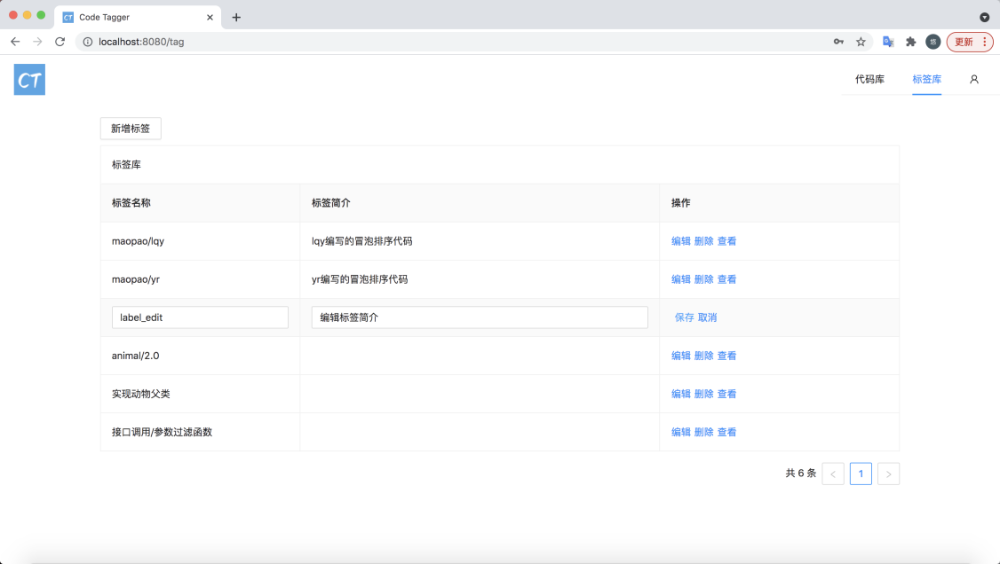 CT Code Tagger
localhost:8080/tag
悠 更新
CT
代码库 标签库
新增标签
标签库
标签名称 标签简介 操作
maopao/lqy lqy编写的冒泡排序代码 编辑 删除 查看
maopao/yr yr编写的冒泡排序代码 编辑 删除 查看
label_edit 编辑标签简介 保存 取消
animal/2.0 编辑 删除 查看
实现动物父类 编辑 删除 查看
接口调用/参数过滤函数 编辑 删除 查看
共 6 条 < 1 >